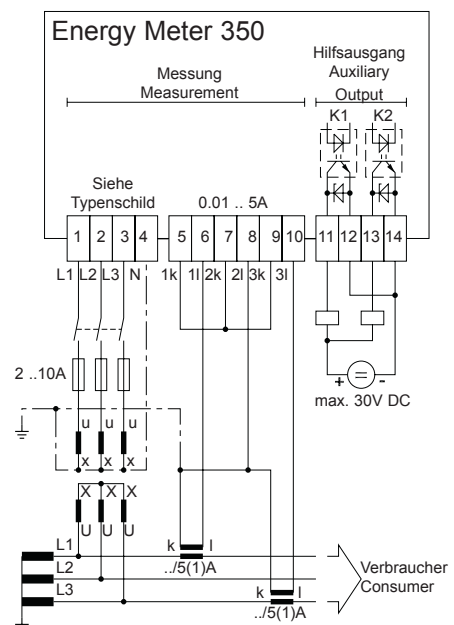 Energy Meter 350
Hilfsausgang
Auxiliary
Output
Messung
Measurement
K1 K2
Siehe
Typenschild
0.01 .. 5A
1 2 3 4 5 6 7 8 9 10 11 12 13 14
L1 L2 L3 N 1k 1l 2k 2l 3k 3l
2 ..10A
+ = -
max. 30V DC
u u u
x x x
X X X
U U U
L1 k l
L2 ../5(1)A
L3 k l
../5(1)A
Verbraucher
Consumer